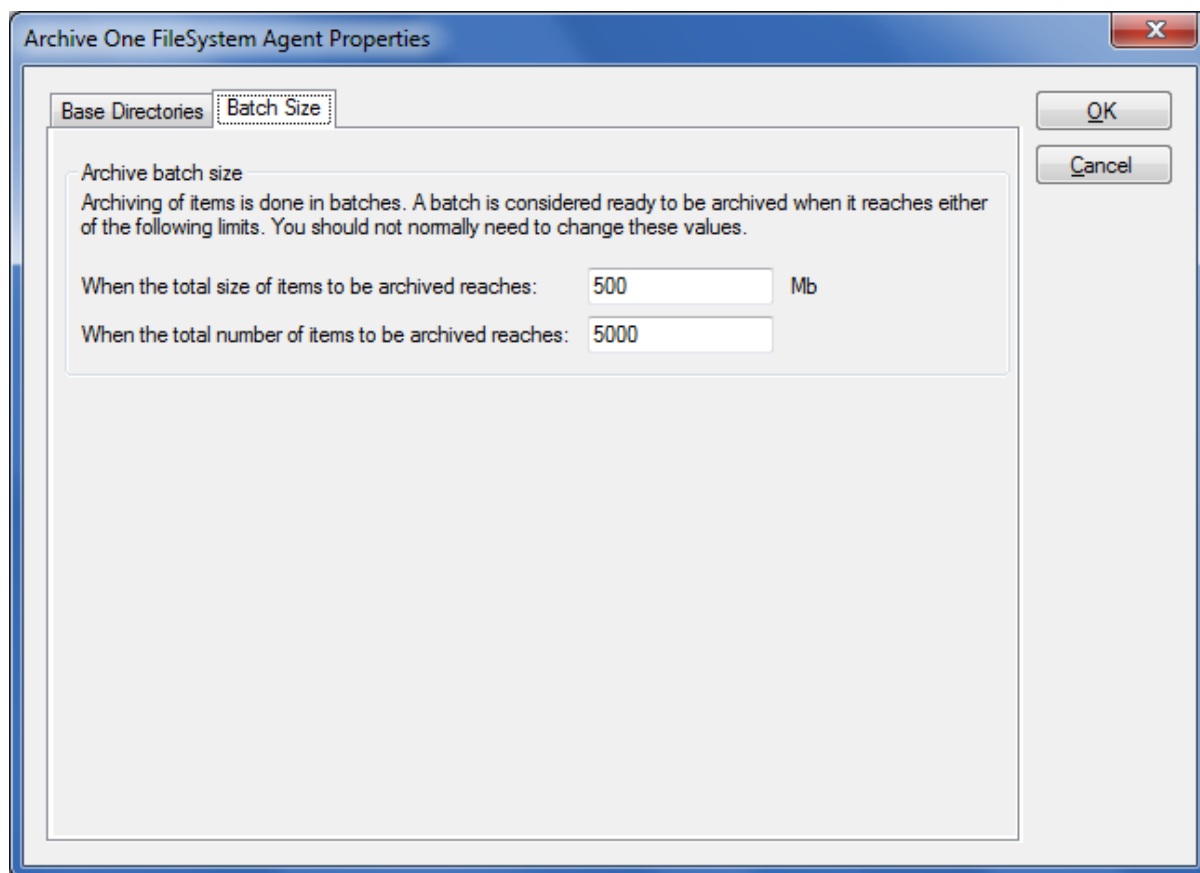 Archive One FileSystem Agent Properties
x
Base Directories
Batch Size
OK
Cancel
Archive batch size
Archiving of items is done in batches. A batch is considered ready to be archived when it reaches either
of the following limits. You should not normally need to change these values.
When the total size of items to be archived reaches: 500 Mb
When the total number of items to be archived reaches: 5000